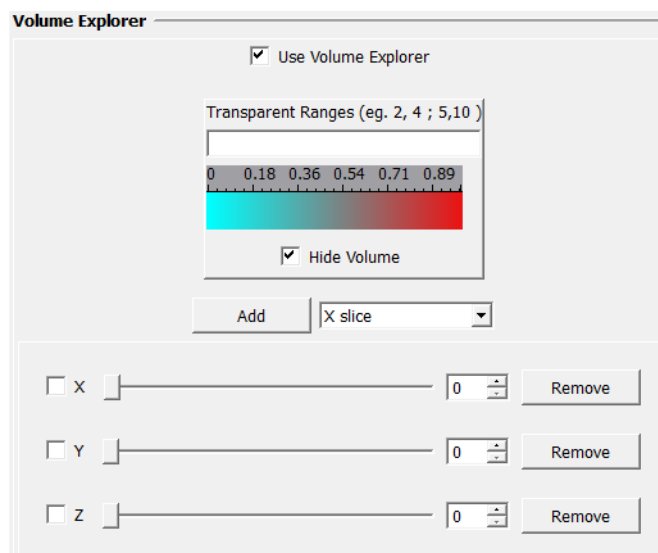 Volume Explorer
Use Volume Explorer
Transparent Ranges (eg. 2, 4 ; 5,10 )
0 0.18 0.36 0.54 0.71 0.89
Hide Volume
Add X slice
X 0 Remove
Y 0 Remove
Z 0 Remove